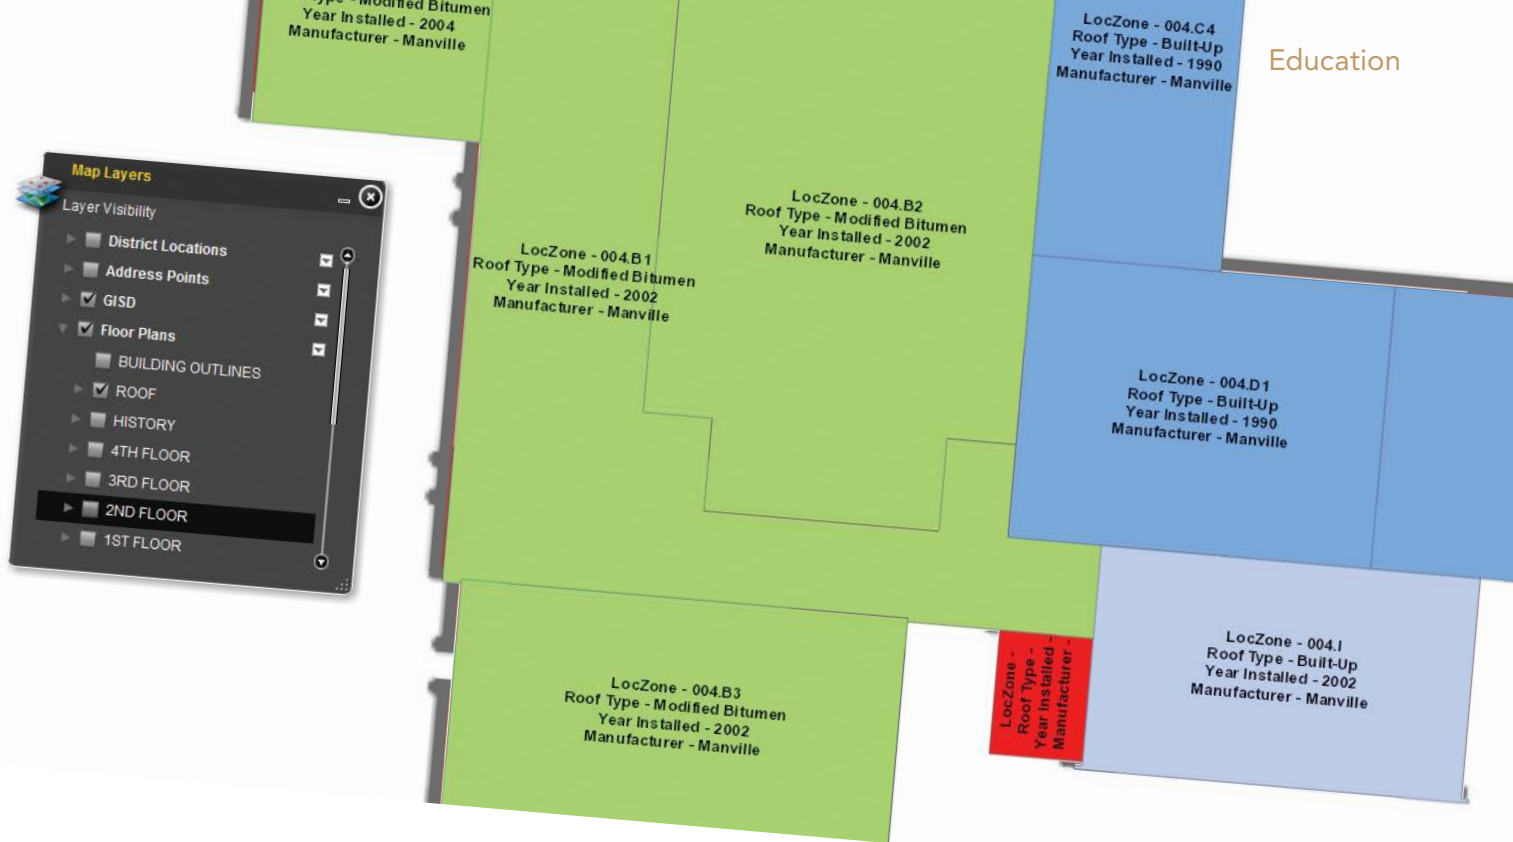 Type - Modified Bitumen
Year Installed - 2004
Manufacturer - Manville
LocZone - 004.C4
Roof Type - Built-Up
Year Installed - 1990
Manufacturer - Manville
Education
Map Layers
Layer Visibility
District Locations
Address Points
GISD
Floor Plans
BUILDING OUTLINES
ROOF
HISTORY
4TH FLOOR
3RD FLOOR
2ND FLOOR
1ST FLOOR
LocZone - 004.B1
Roof Type - Modified Bitumen
Year Installed - 2002
Manufacturer - Manville
LocZone - 004.B2
Roof Type - Modified Bitumen
Year Installed - 2002
Manufacturer - Manville
LocZone - 004.D1
Roof Type - Built-Up
Year Installed - 1990
Manufacturer - Manville
LocZone - 004.B3
Roof Type - Modified Bitumen
Year Installed - 2002
Manufacturer - Manville
LocZone -
Roof Type -
Year Installed -
Manufacturer -
LocZone - 004.I
Roof Type - Built-Up
Year Installed - 2002
Manufacturer - Manville